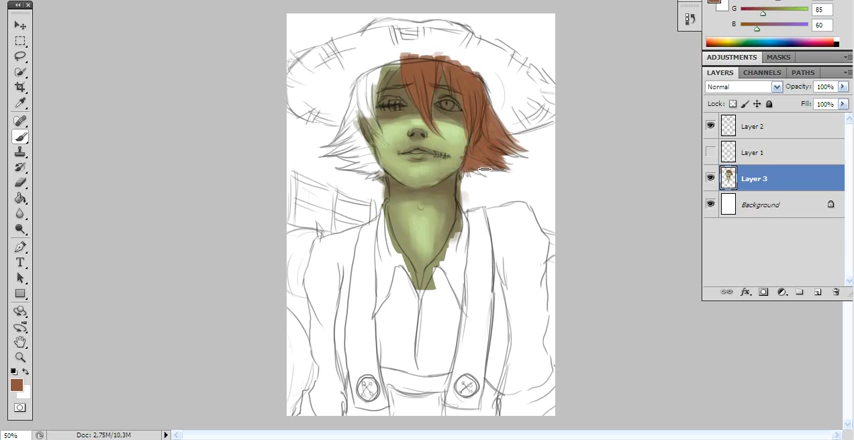 G 85
B 60
ADJUSTMENTS MASKS
LAYERS CHANNELS PATHS
Normal Opacity: 100%
Lock: Fill: 100%
Layer 2
Layer 1
Layer 3
Background
fx
T
50% Doc: 2,75M/10,3M